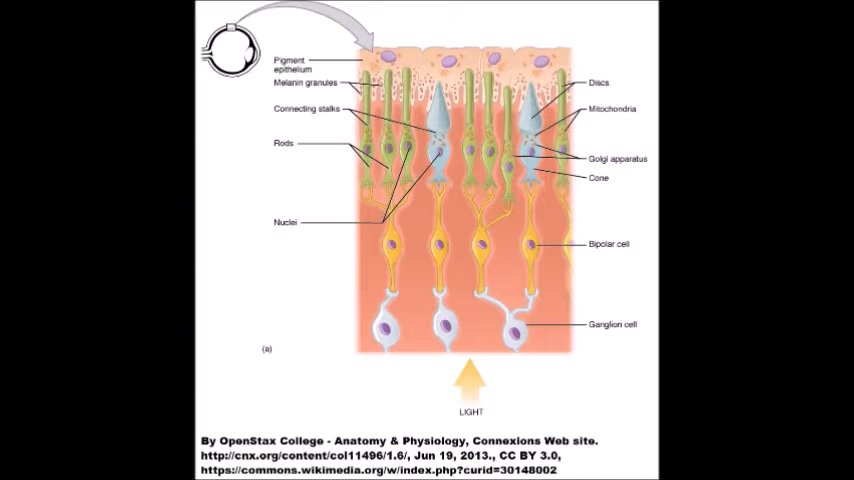 Pigment
epithelium
Melanin granules
Connecting stalks
Rods
Nuclei
Discs
Mitochondria
Golgi apparatus
Cone
Bipolar cell
Ganglion cell
(a)
LIGHT
By OpenStax College - Anatomy & Physiology, Connexions Web site.
http://cnx.org/content/col11496/1.6/, Jun 19, 2013., CC BY 3.0,
https://commons.wikimedia.org/w/index.php?curid=30148002